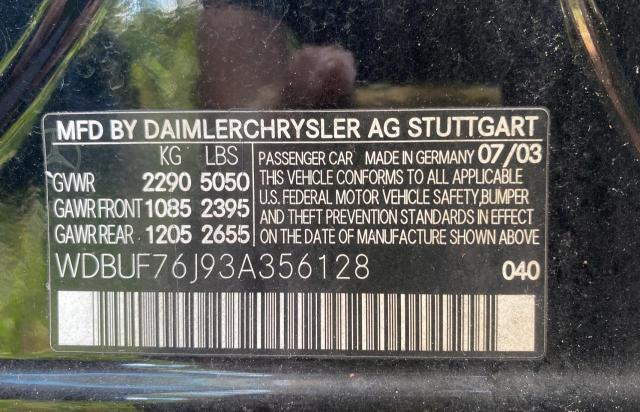 MFD BY DAIMLERCHRYSLER AG STUTTGART
KG LBS
GVWR 2290 5050
GAWR FRONT 1085 2395
GAWR REAR 1205 2655
PASSENGER CAR MADE IN GERMANY 07/03
THIS VEHICLE CONFORMS TO ALL APPLICABLE
U.S. FEDERAL MOTOR VEHICLE SAFETY,BUMPER
AND THEFT PREVENTION STANDARDS IN EFFECT
ON THE DATE OF MANUFACTURE SHOWN ABOVE
WDBUF76J93A356128 040